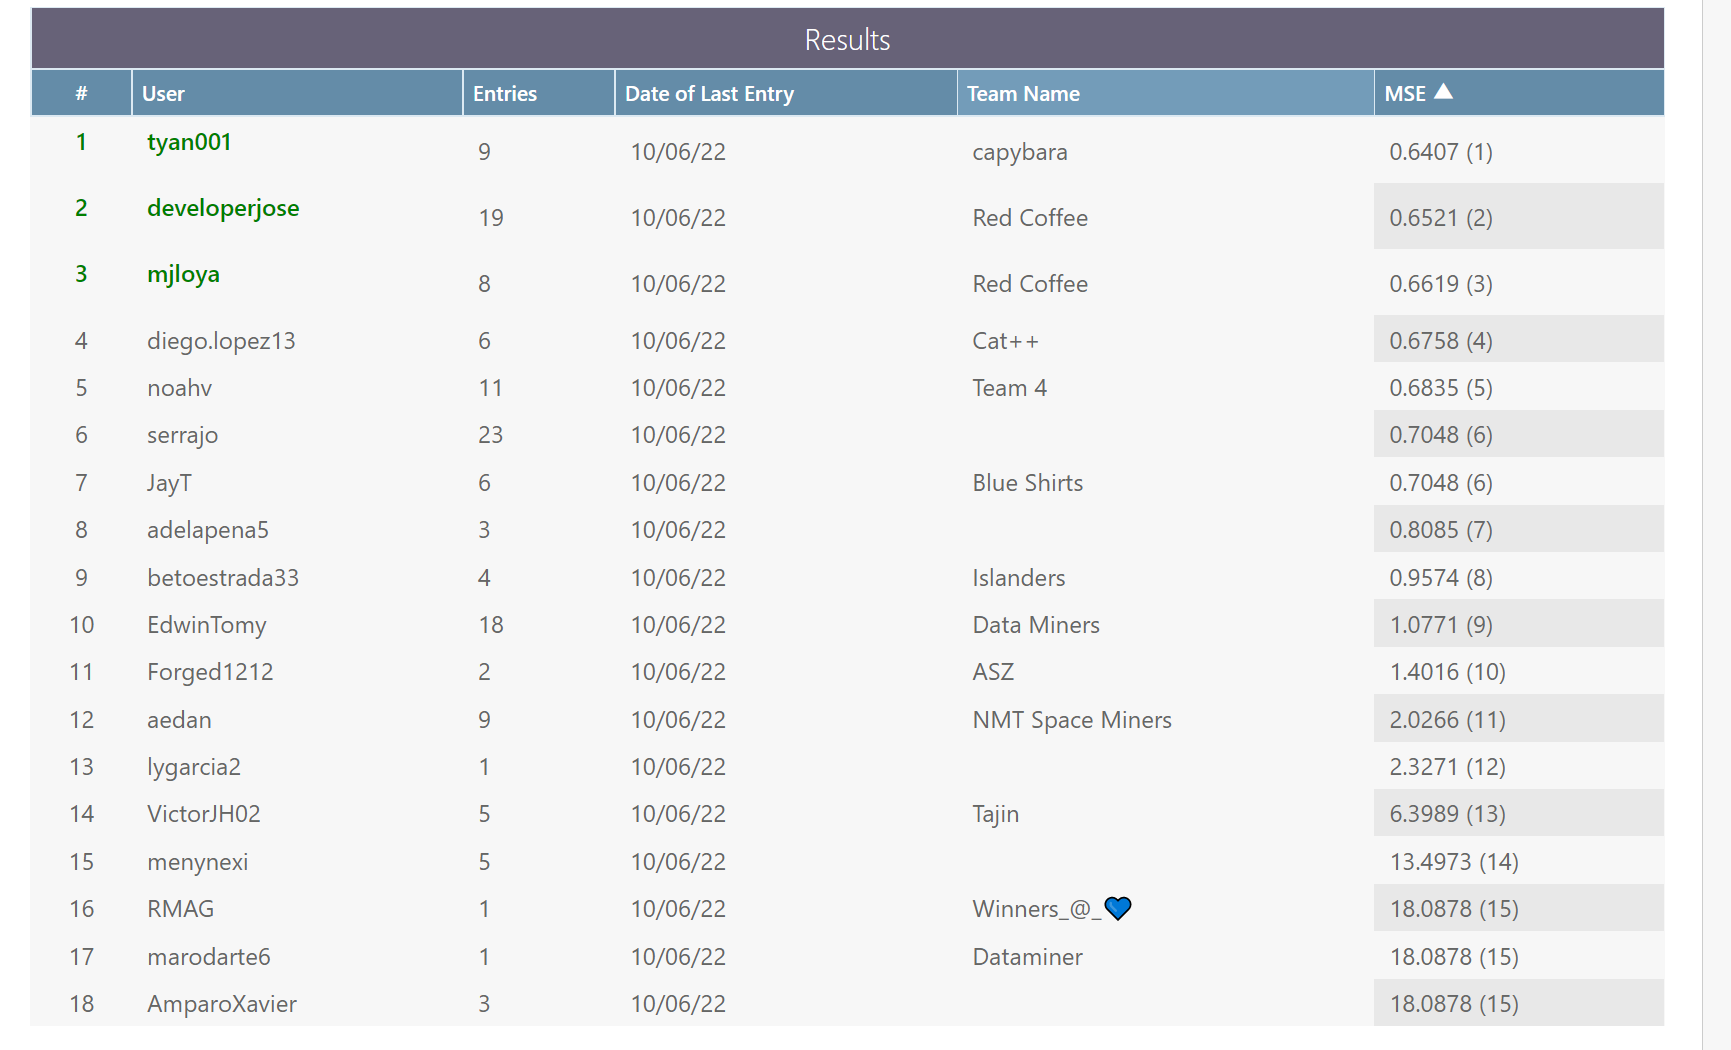 Results
# User Entries Date of Last Entry Team Name MSE ▲
1 tyan001 9 10/06/22 capybara 0.6407 (1)
2 developerjose 19 10/06/22 Red Coffee 0.6521 (2)
3 mjloya 8 10/06/22 Red Coffee 0.6619 (3)
4 diego.lopez13 6 10/06/22 Cat++ 0.6758 (4)
5 noahv 11 10/06/22 Team 4 0.6835 (5)
6 serrajo 23 10/06/22 0.7048 (6)
7 JayT 6 10/06/22 Blue Shirts 0.7048 (6)
8 adelapena5 3 10/06/22 0.8085 (7)
9 betoestrada33 4 10/06/22 Islanders 0.9574 (8)
10 EdwinTomy 18 10/06/22 Data Miners 1.0771 (9)
11 Forged1212 2 10/06/22 ASZ 1.4016 (10)
12 aedan 9 10/06/22 NMT Space Miners 2.0266 (11)
13 lygarcia2 1 10/06/22 2.3271 (12)
14 VictorJH02 5 10/06/22 Tajin 6.3989 (13)
15 menynexi 5 10/06/22 13.4973 (14)
16 RMAG 1 10/06/22 Winners_@_💙 18.0878 (15)
17 marodarte6 1 10/06/22 Dataminer 18.0878 (15)
18 AmparoXavier 3 10/06/22 18.0878 (15)